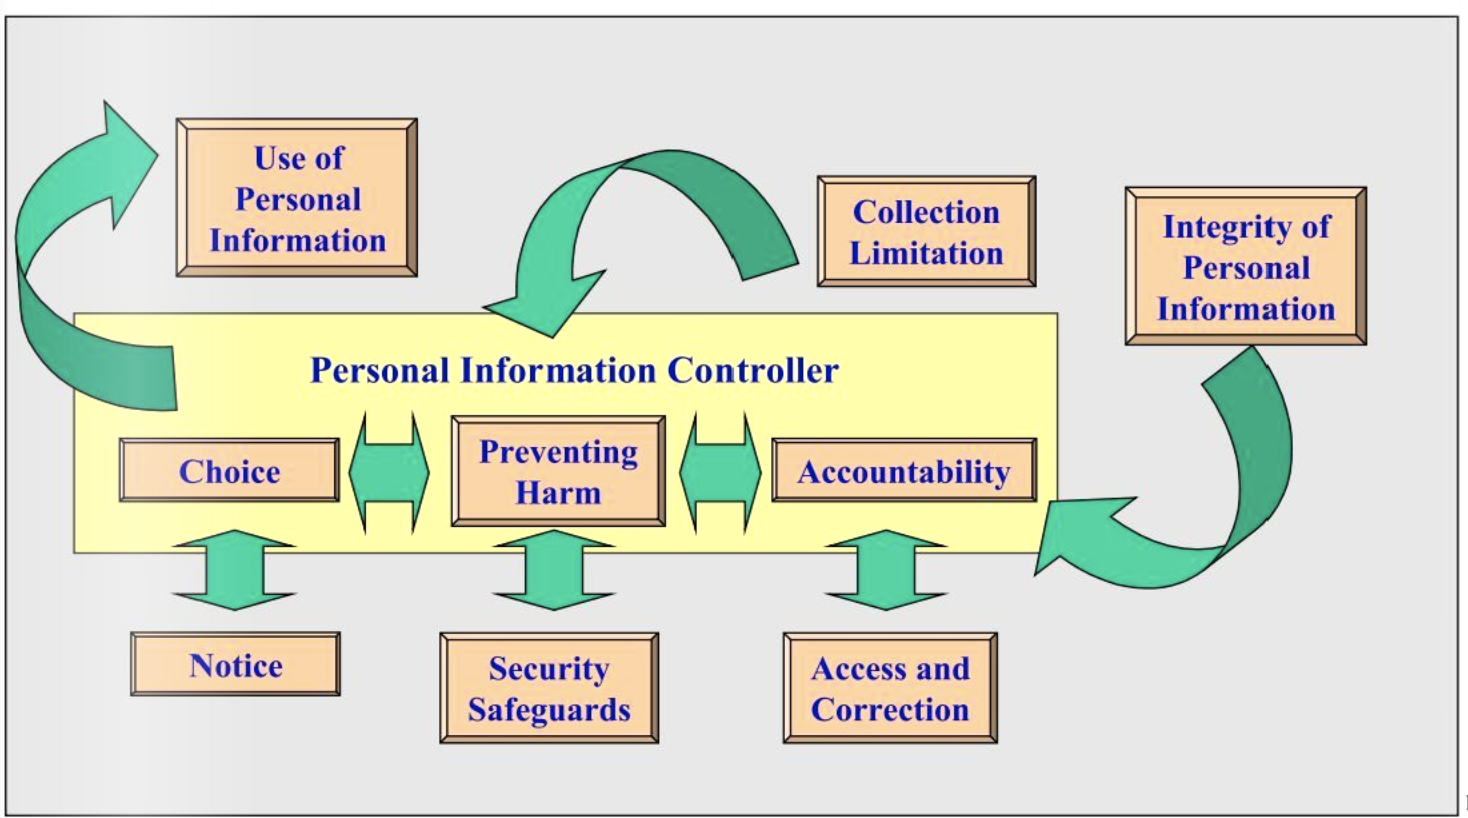 Use of
Personal
Information
Collection
Limitation
Integrity of
Personal
Information
Personal Information Controller
Choice
Preventing
Harm
Accountability
Notice
Security
Safeguards
Access and
Correction